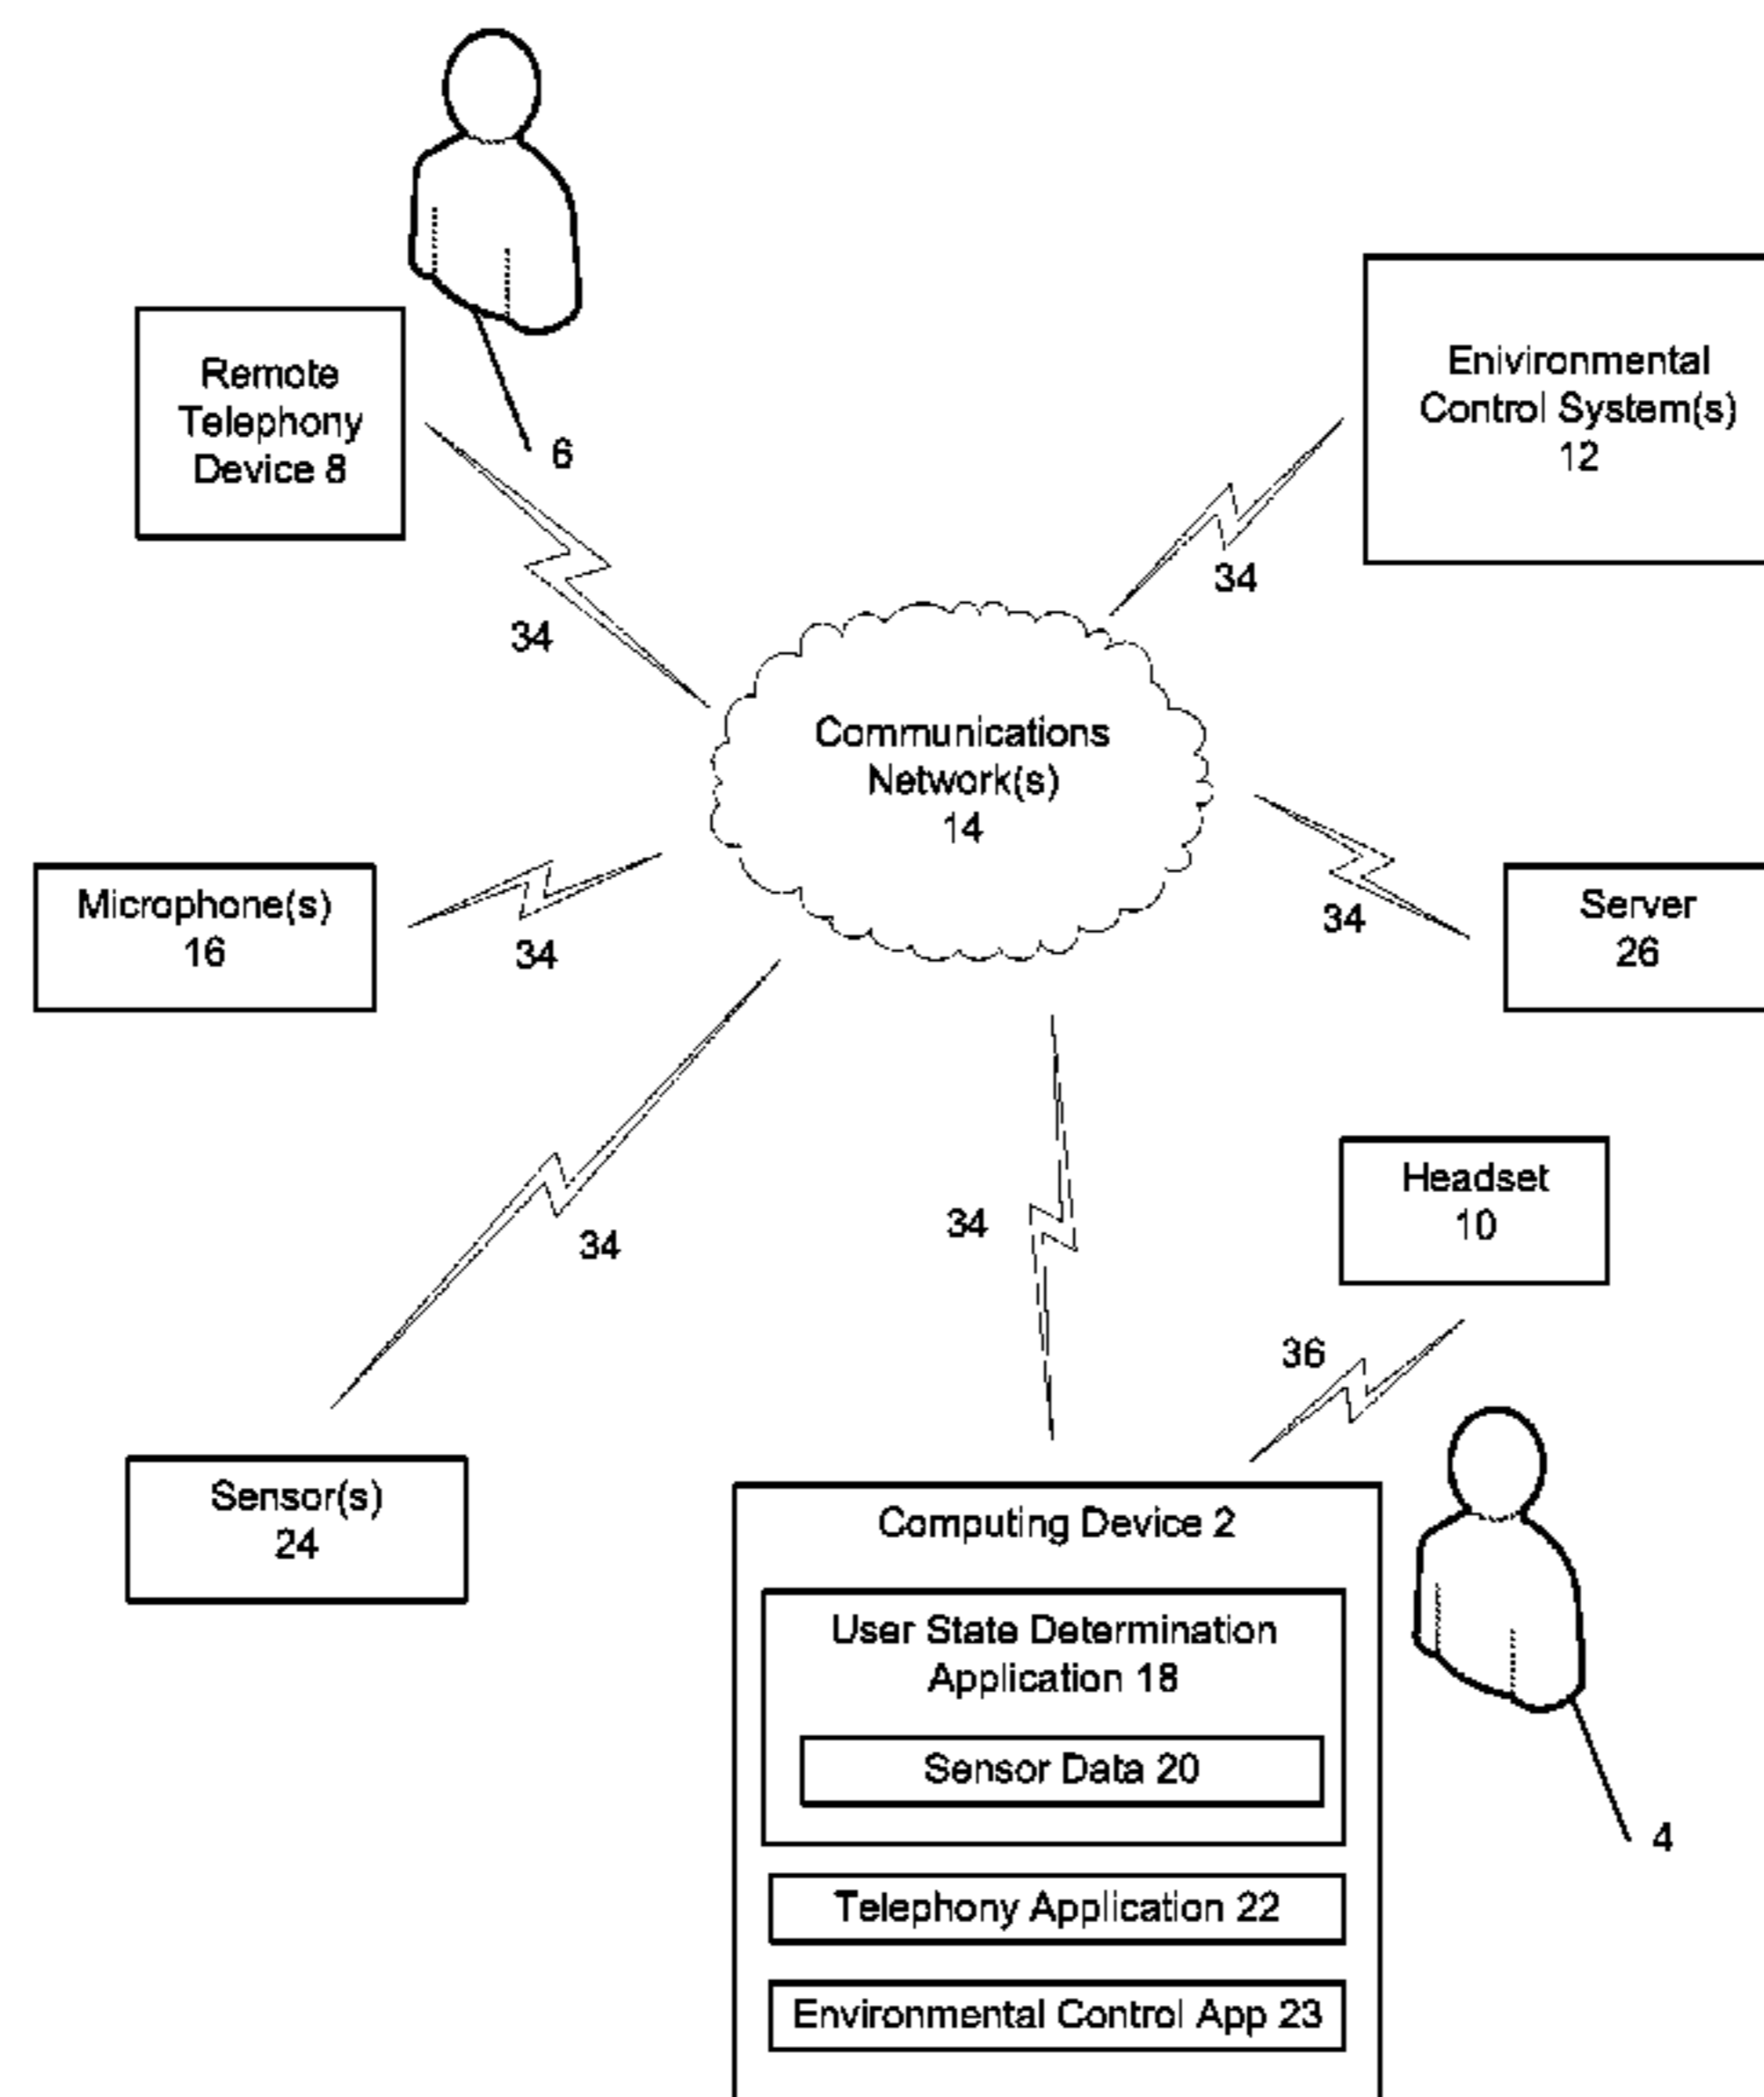 Remote
Telephony
Device 8
6
Enivironmental
Control System(s)
12
34
34
Communications
Network(s)
14
Microphone(s)
16
34
34
Server
26
34
34
Headset
10
36
Sensor(s)
24
Computing Device 2
User State Determination
Application 18
Sensor Data 20
4
Telephony Application 22
Environmental Control App 23